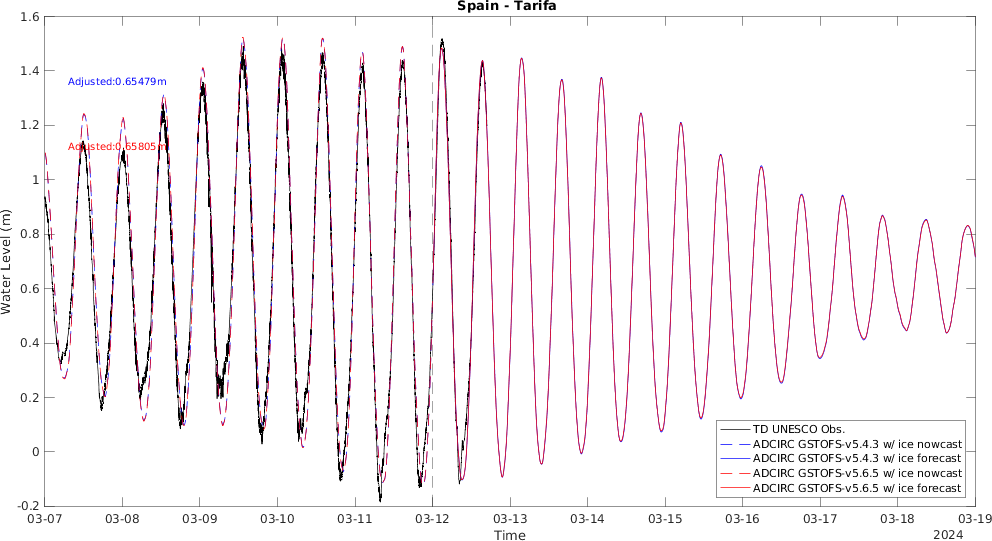 Spain - Tarifa
1.6
1.4
1.2
1
0.8
0.6
0.4
0.2
0
-0.2
Water Level (m)
Adjusted:0.65479m
Adjusted:0.65805m
TD UNESCO Obs.
ADCIRC GSTOFS-v5.4.3 w/ ice nowcast
ADCIRC GSTOFS-v5.4.3 w/ ice forecast
ADCIRC GSTOFS-v5.6.5 w/ ice nowcast
ADCIRC GSTOFS-v5.6.5 w/ ice forecast
03-07 03-08 03-09 03-10 03-11 03-12 03-13 03-14 03-15 03-16 03-17 03-18 03-19
Time
2024